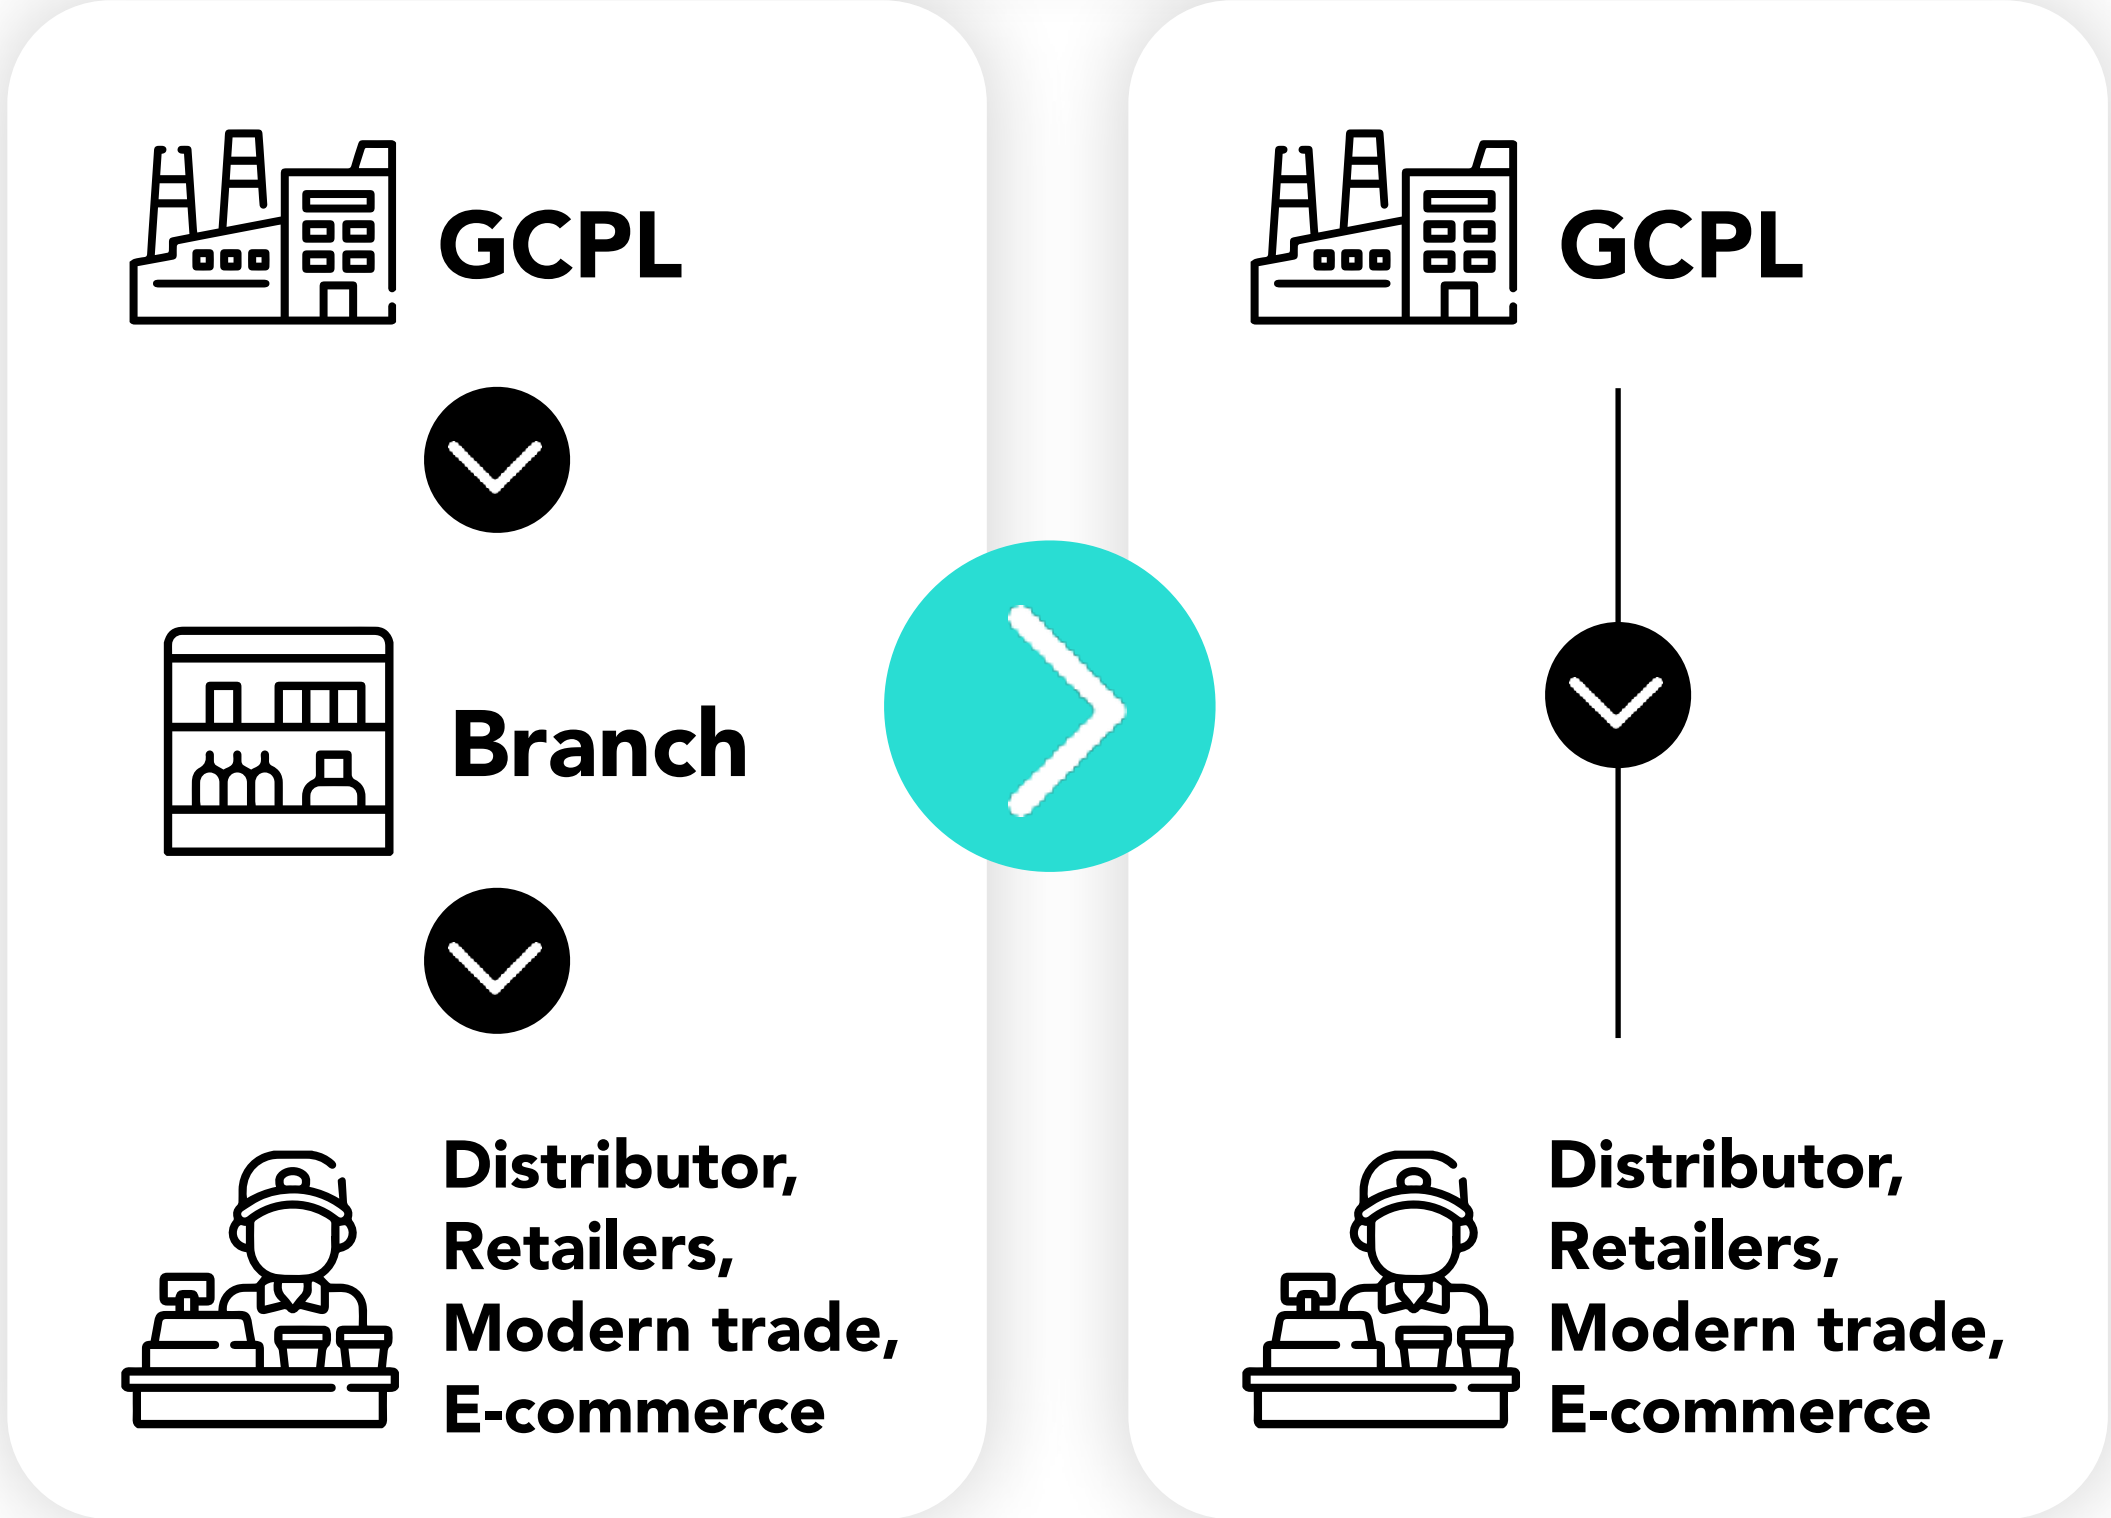 GCPL
Branch
Distributor,
Retailers,
Modern trade,
E-commerce
GCPL
Distributor,
Retailers,
Modern trade,
E-commerce